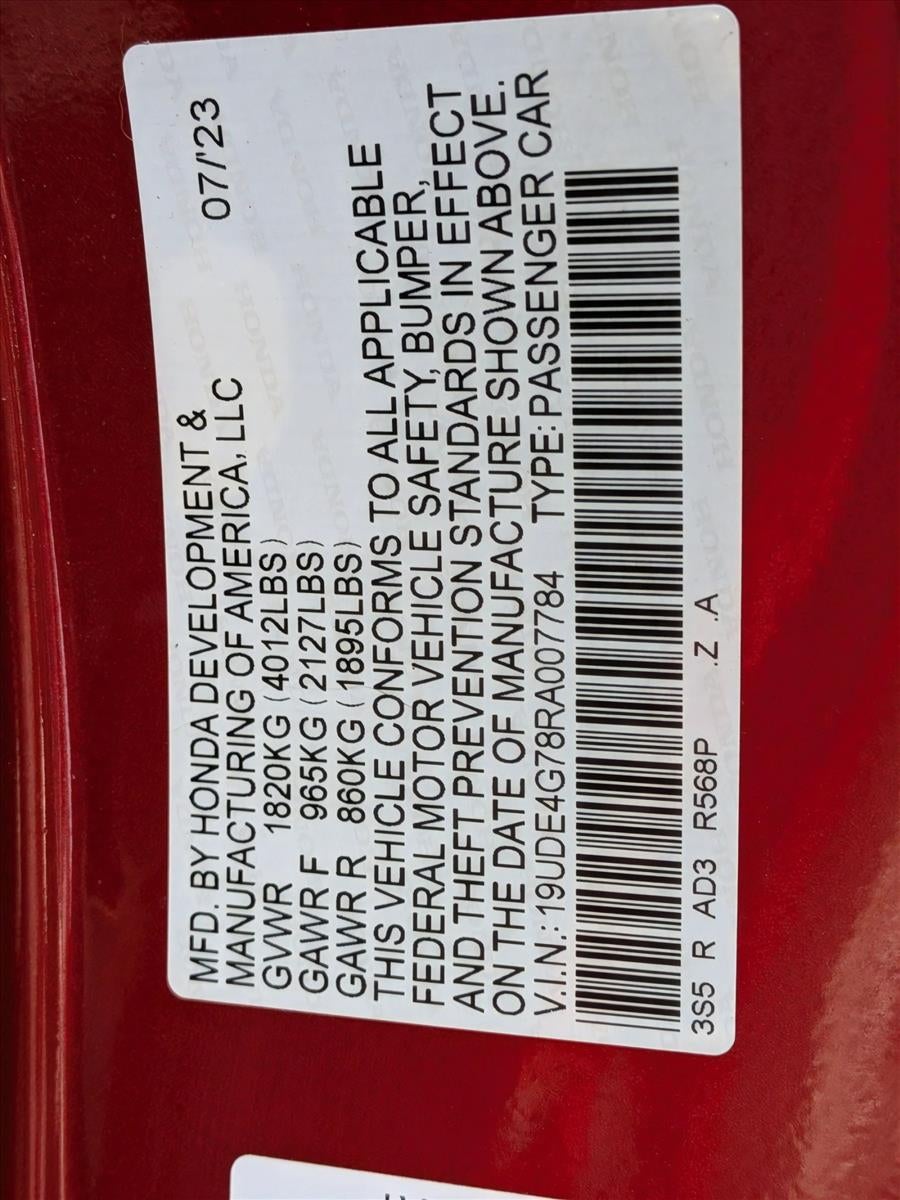 MFD. BY HONDA DEVELOPMENT & 07/'23
MANUFACTURING OF AMERICA, LLC
GVWR 1820KG (4012LBS)
GAWR F 965KG (2127LBS)
GAWR R 860KG (1895LBS)
THIS VEHICLE CONFORMS TO ALL APPLICABLE
FEDERAL MOTOR VEHICLE SAFETY, BUMPER,
AND THEFT PREVENTION STANDARDS IN EFFECT
ON THE DATE OF MANUFACTURE SHOWN ABOVE.
V.I.N.: 19UDE4G78RA007784 TYPE: PASSENGER CAR
3S5 R AD3 R568P .Z .A